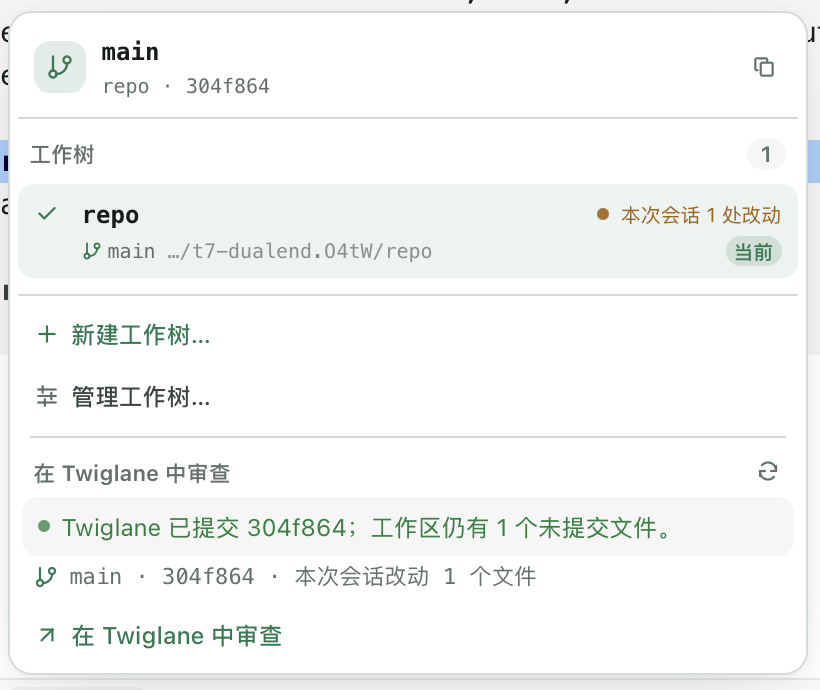 main
repo · 304f864
工作树 1
repo 本次会话 1 处改动
main …/t7-dualend.O4tW/repo 当前
新建工作树...
管理工作树...
在 Twiglane 中审查
Twiglane 已提交 304f864；工作区仍有 1 个未提交文件。
main · 304f864 · 本次会话改动 1 个文件
在 Twiglane 中审查